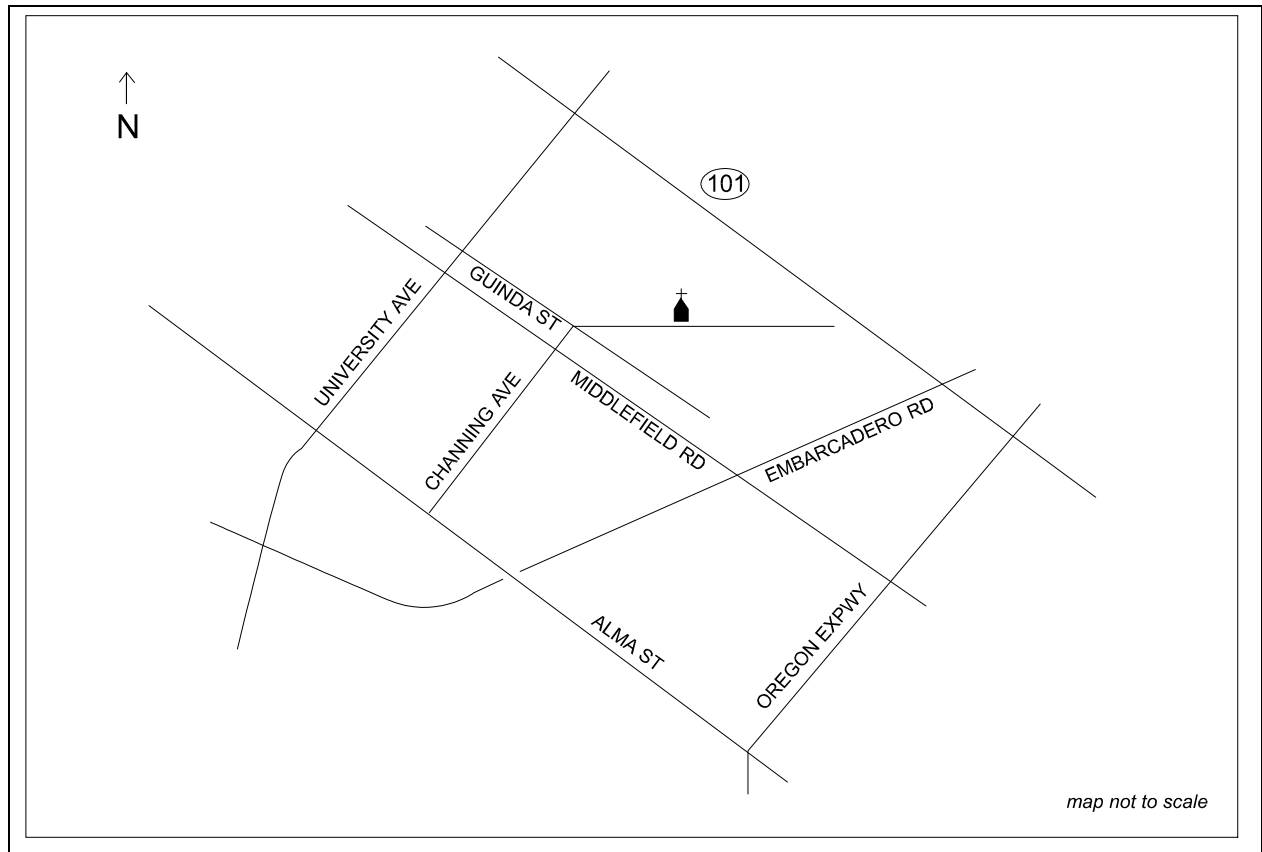 N
101
GUINDA ST
UNIVERSITY AVE
MIDDLEFIELD RD
CHANNING AVE
EMBARCADERO RD
ALMA ST
OREGON EXPWY
map not to scale